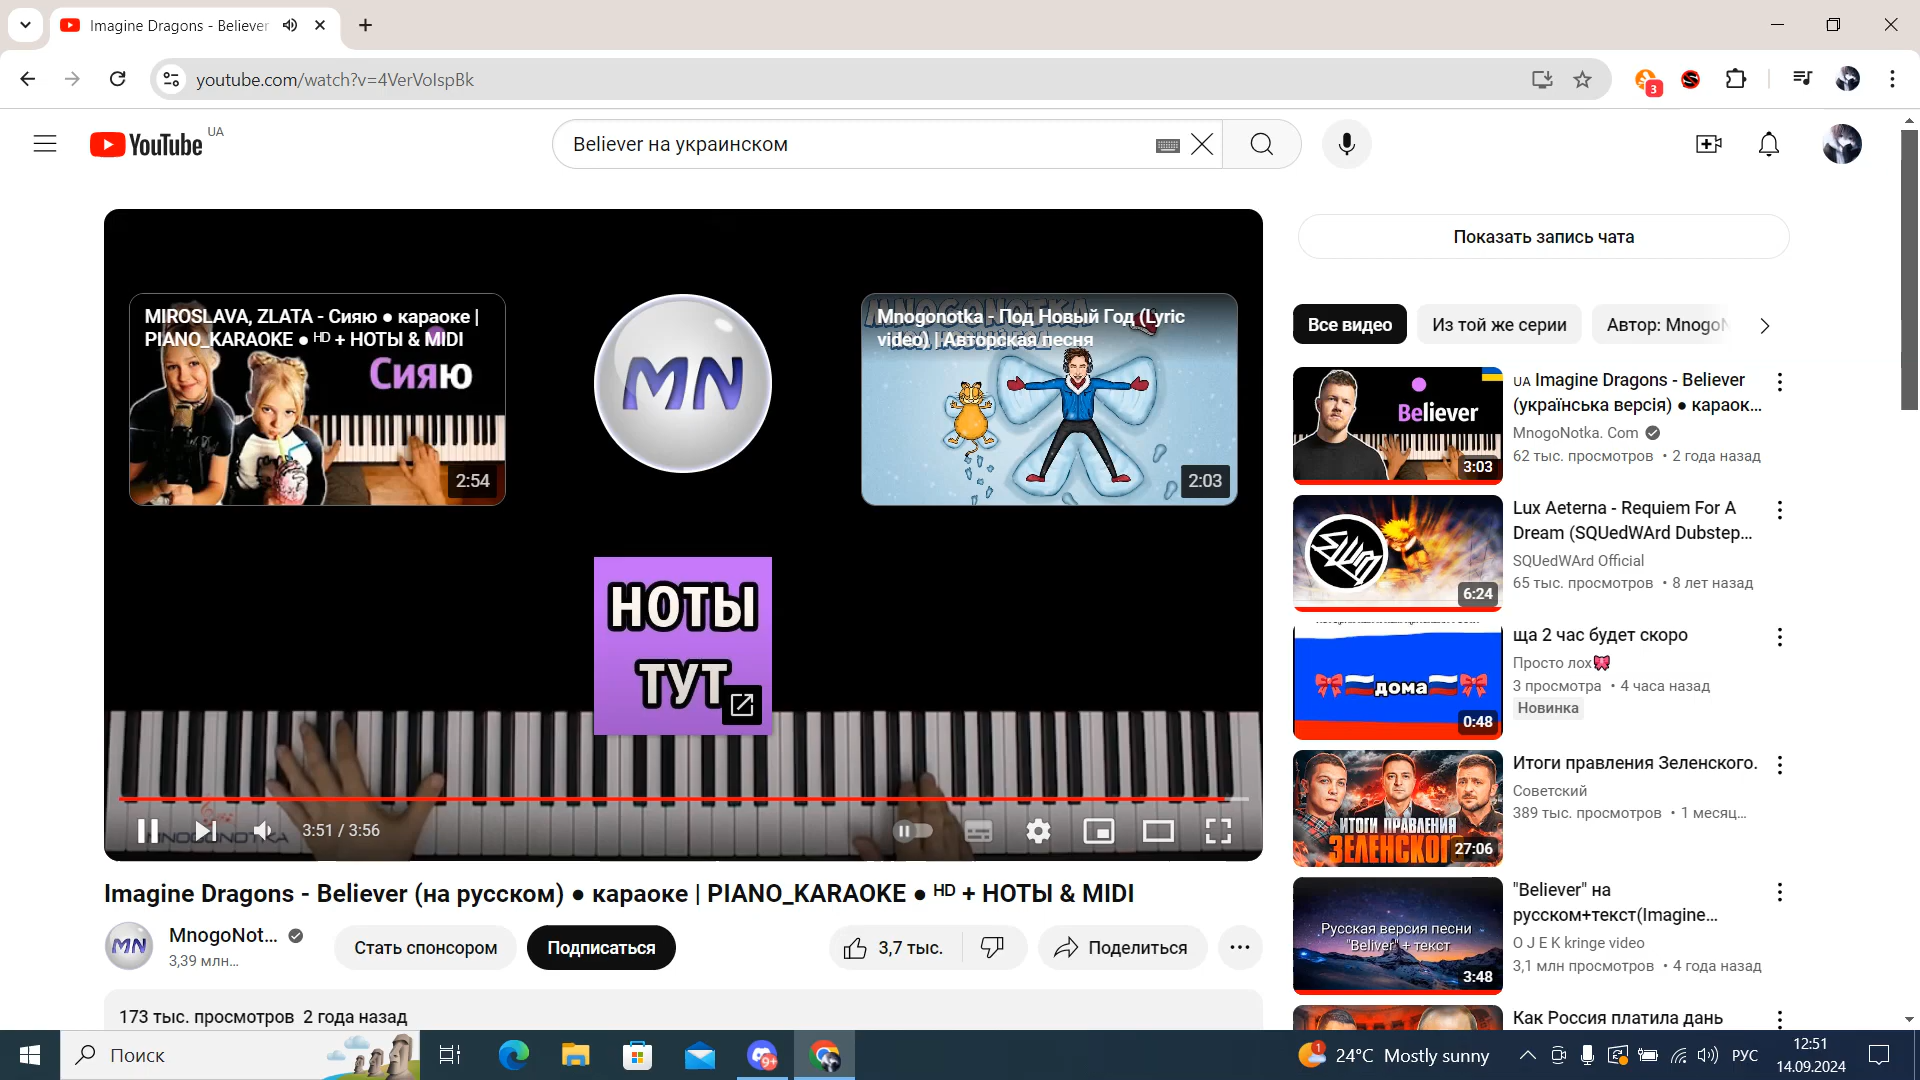 Imagine Dragons - Believer
youtube.com/watch?v=4VerVoIspBk
3
YouTube
UA
Believer на украинском
MIROSLAVA, ZLATA - Сияю ● караоке |
PIANO_KARAOKE ● ᴴᴰ + НОТЫ & MIDI
Сияю
2:54
MN
MNOGONOTKA
Mnogonotka - Под Новый Год (Lyric
video) | Авторская песня
2:03
НОТЫ
ТУТ
MNOGONOTKA
3:51 / 3:56
Imagine Dragons - Believer (на русском) ● караоке | PIANO_KARAOKE ● ᴴᴰ + НОТЫ & MIDI
MN
MnogoNot...
3,39 млн...
Стать спонсором
Подписаться
3,7 тыс.
Поделиться
173 тыс. просмотров 2 года назад
Показать запись чата
Все видео
Из той же серии
Автор: MnogoN
Believer
3:03
UA Imagine Dragons - Believer
(українська версія) ● караок...
MnogoNotka. Com
62 тыс. просмотров • 2 года назад
6:24
Lux Aeterna - Requiem For A
Dream (SQUedWArd Dubstep...
SQUedWArd Official
65 тыс. просмотров • 8 лет назад
🎀🇷🇺дома🇷🇺🎀
0:48
ща 2 час будет скоро
Просто лох🎀
3 просмотра • 4 часа назад
Новинка
ИТОГИ ПРАВЛЕНИЯ
ЗЕЛЕНСКОГО
27:06
Итоги правления Зеленского.
Советский
389 тыс. просмотров • 1 месяц...
Русская версия песни
"Beliver" + текст
3:48
"Believer" на
русском+текст(Imagine...
O J E K kringe video
3,1 млн просмотров • 4 года назад
Как Россия платила дань
Поиск
9+
1
24°C Mostly sunny
РУС
12:51
14.09.2024